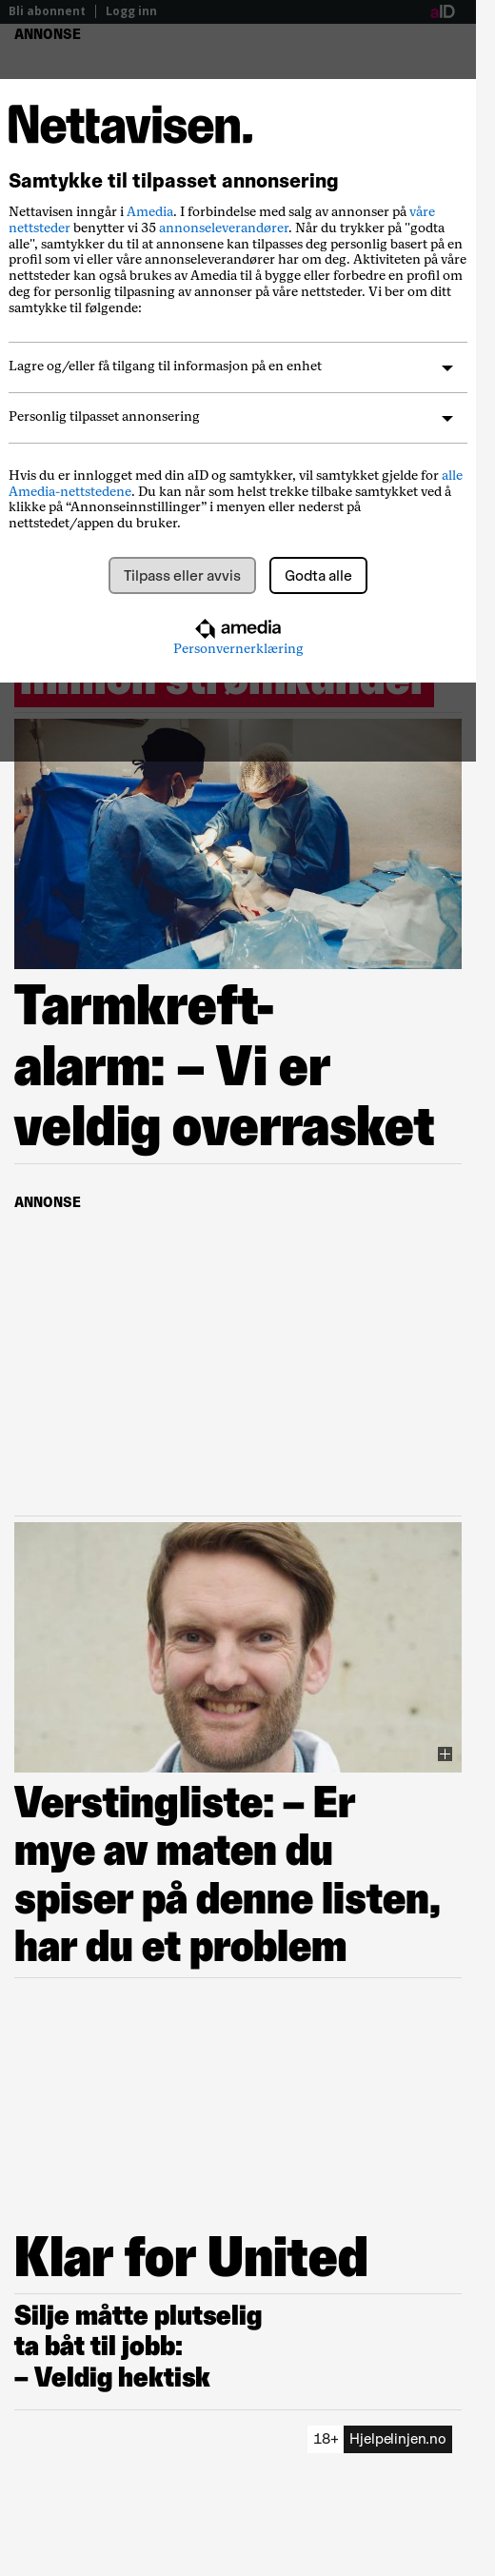 Bli abonnent | Logg inn
aID
ANNONSE
Nettavisen.
Samtykke til tilpasset annonsering
Nettavisen inngår i Amedia. I forbindelse med salg av annonser på våre
nettsteder benytter vi 35 annonseleverandører. Når du trykker på "godta
alle", samtykker du til at annonsene kan tilpasses deg personlig basert på en
profil som vi eller våre annonseleverandører har om deg. Aktiviteten på våre
nettsteder kan også brukes av Amedia til å bygge eller forbedre en profil om
deg for personlig tilpasning av annonser på våre nettsteder. Vi ber om ditt
samtykke til følgende:
Lagre og/eller få tilgang til informasjon på en enhet
Personlig tilpasset annonsering
Hvis du er innlogget med din aID og samtykker, vil samtykket gjelde for alle
Amedia-nettstedene. Du kan når som helst trekke tilbake samtykket ved å
klikke på “Annonseinnstillinger” i menyen eller nederst på
nettstedet/appen du bruker.
Tilpass eller avvis
Godta alle
amedia
Personvernerklæring
strømkunder
Tarmkreft-
alarm: – Vi er
veldig overrasket
ANNONSE
Verstingliste: – Er
mye av maten du
spiser på denne listen,
har du et problem
Klar for United
Silje måtte plutselig
ta båt til jobb:
– Veldig hektisk
18+ Hjelpelinjen.no